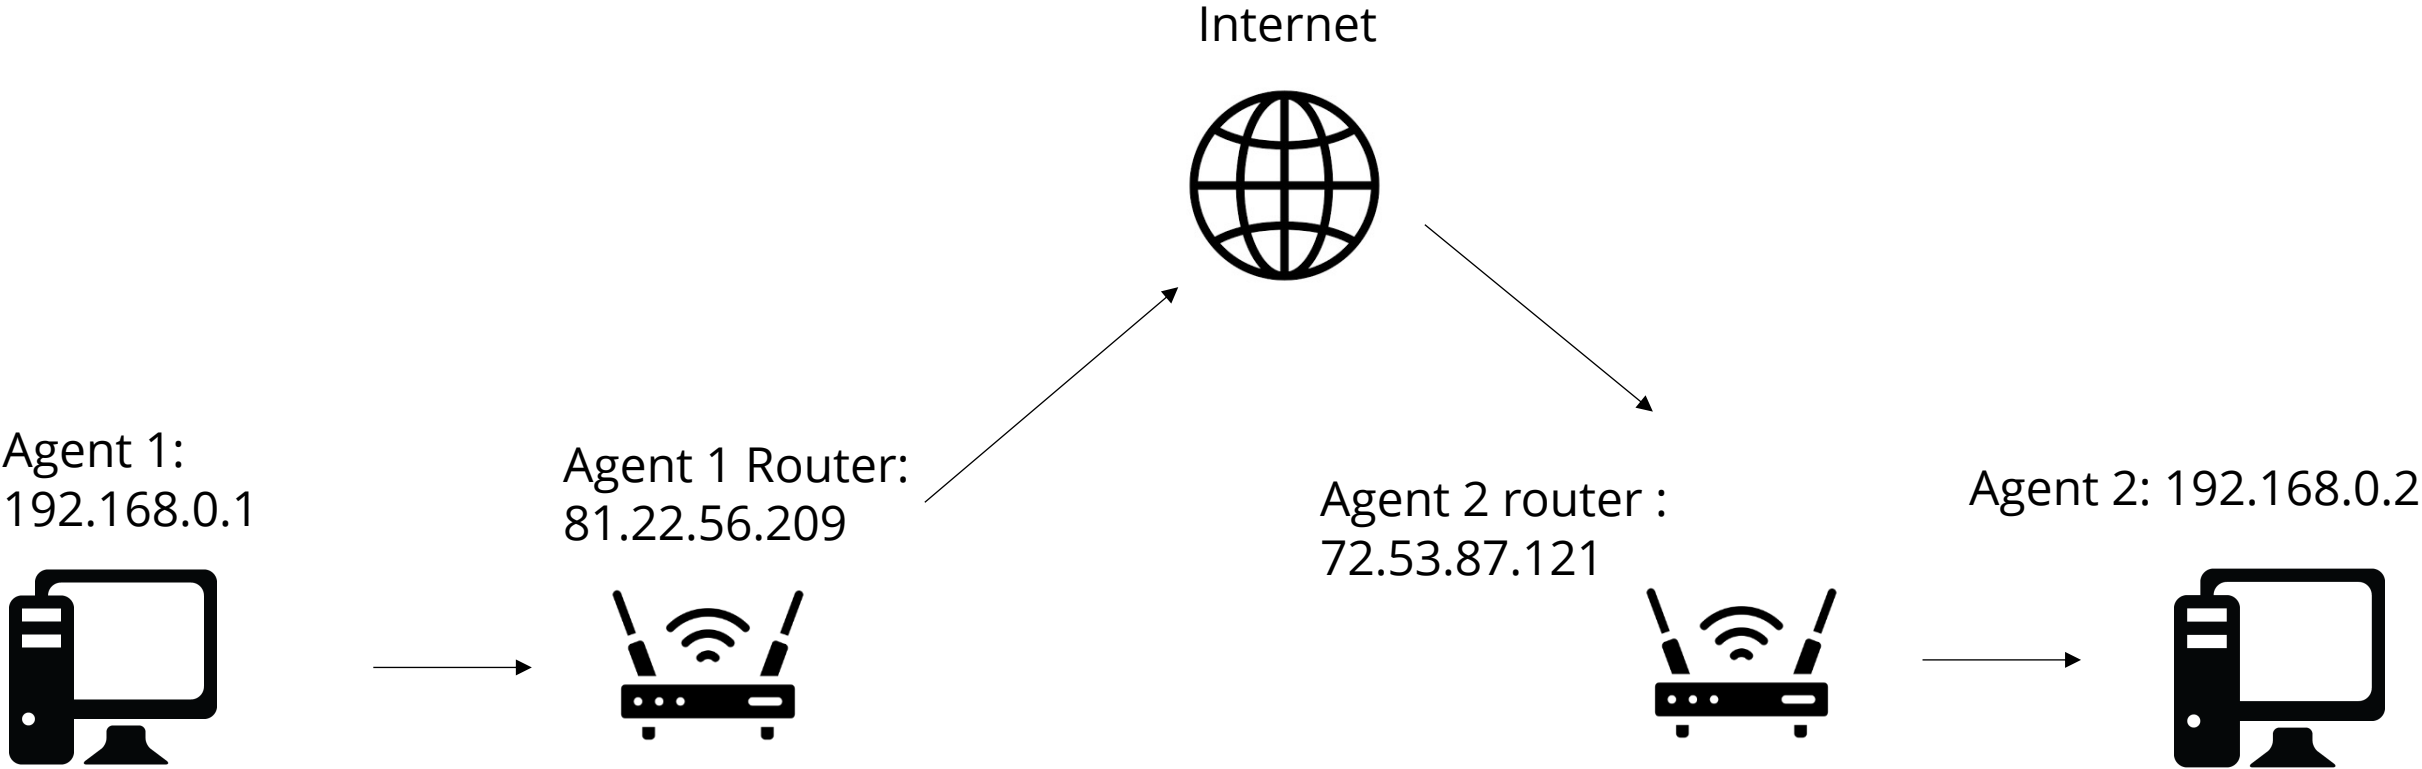 Internet
Agent 1:
192.168.0.1
Agent 1 Router:
81.22.56.209
Agent 2 router :
72.53.87.121
Agent 2: 192.168.0.2